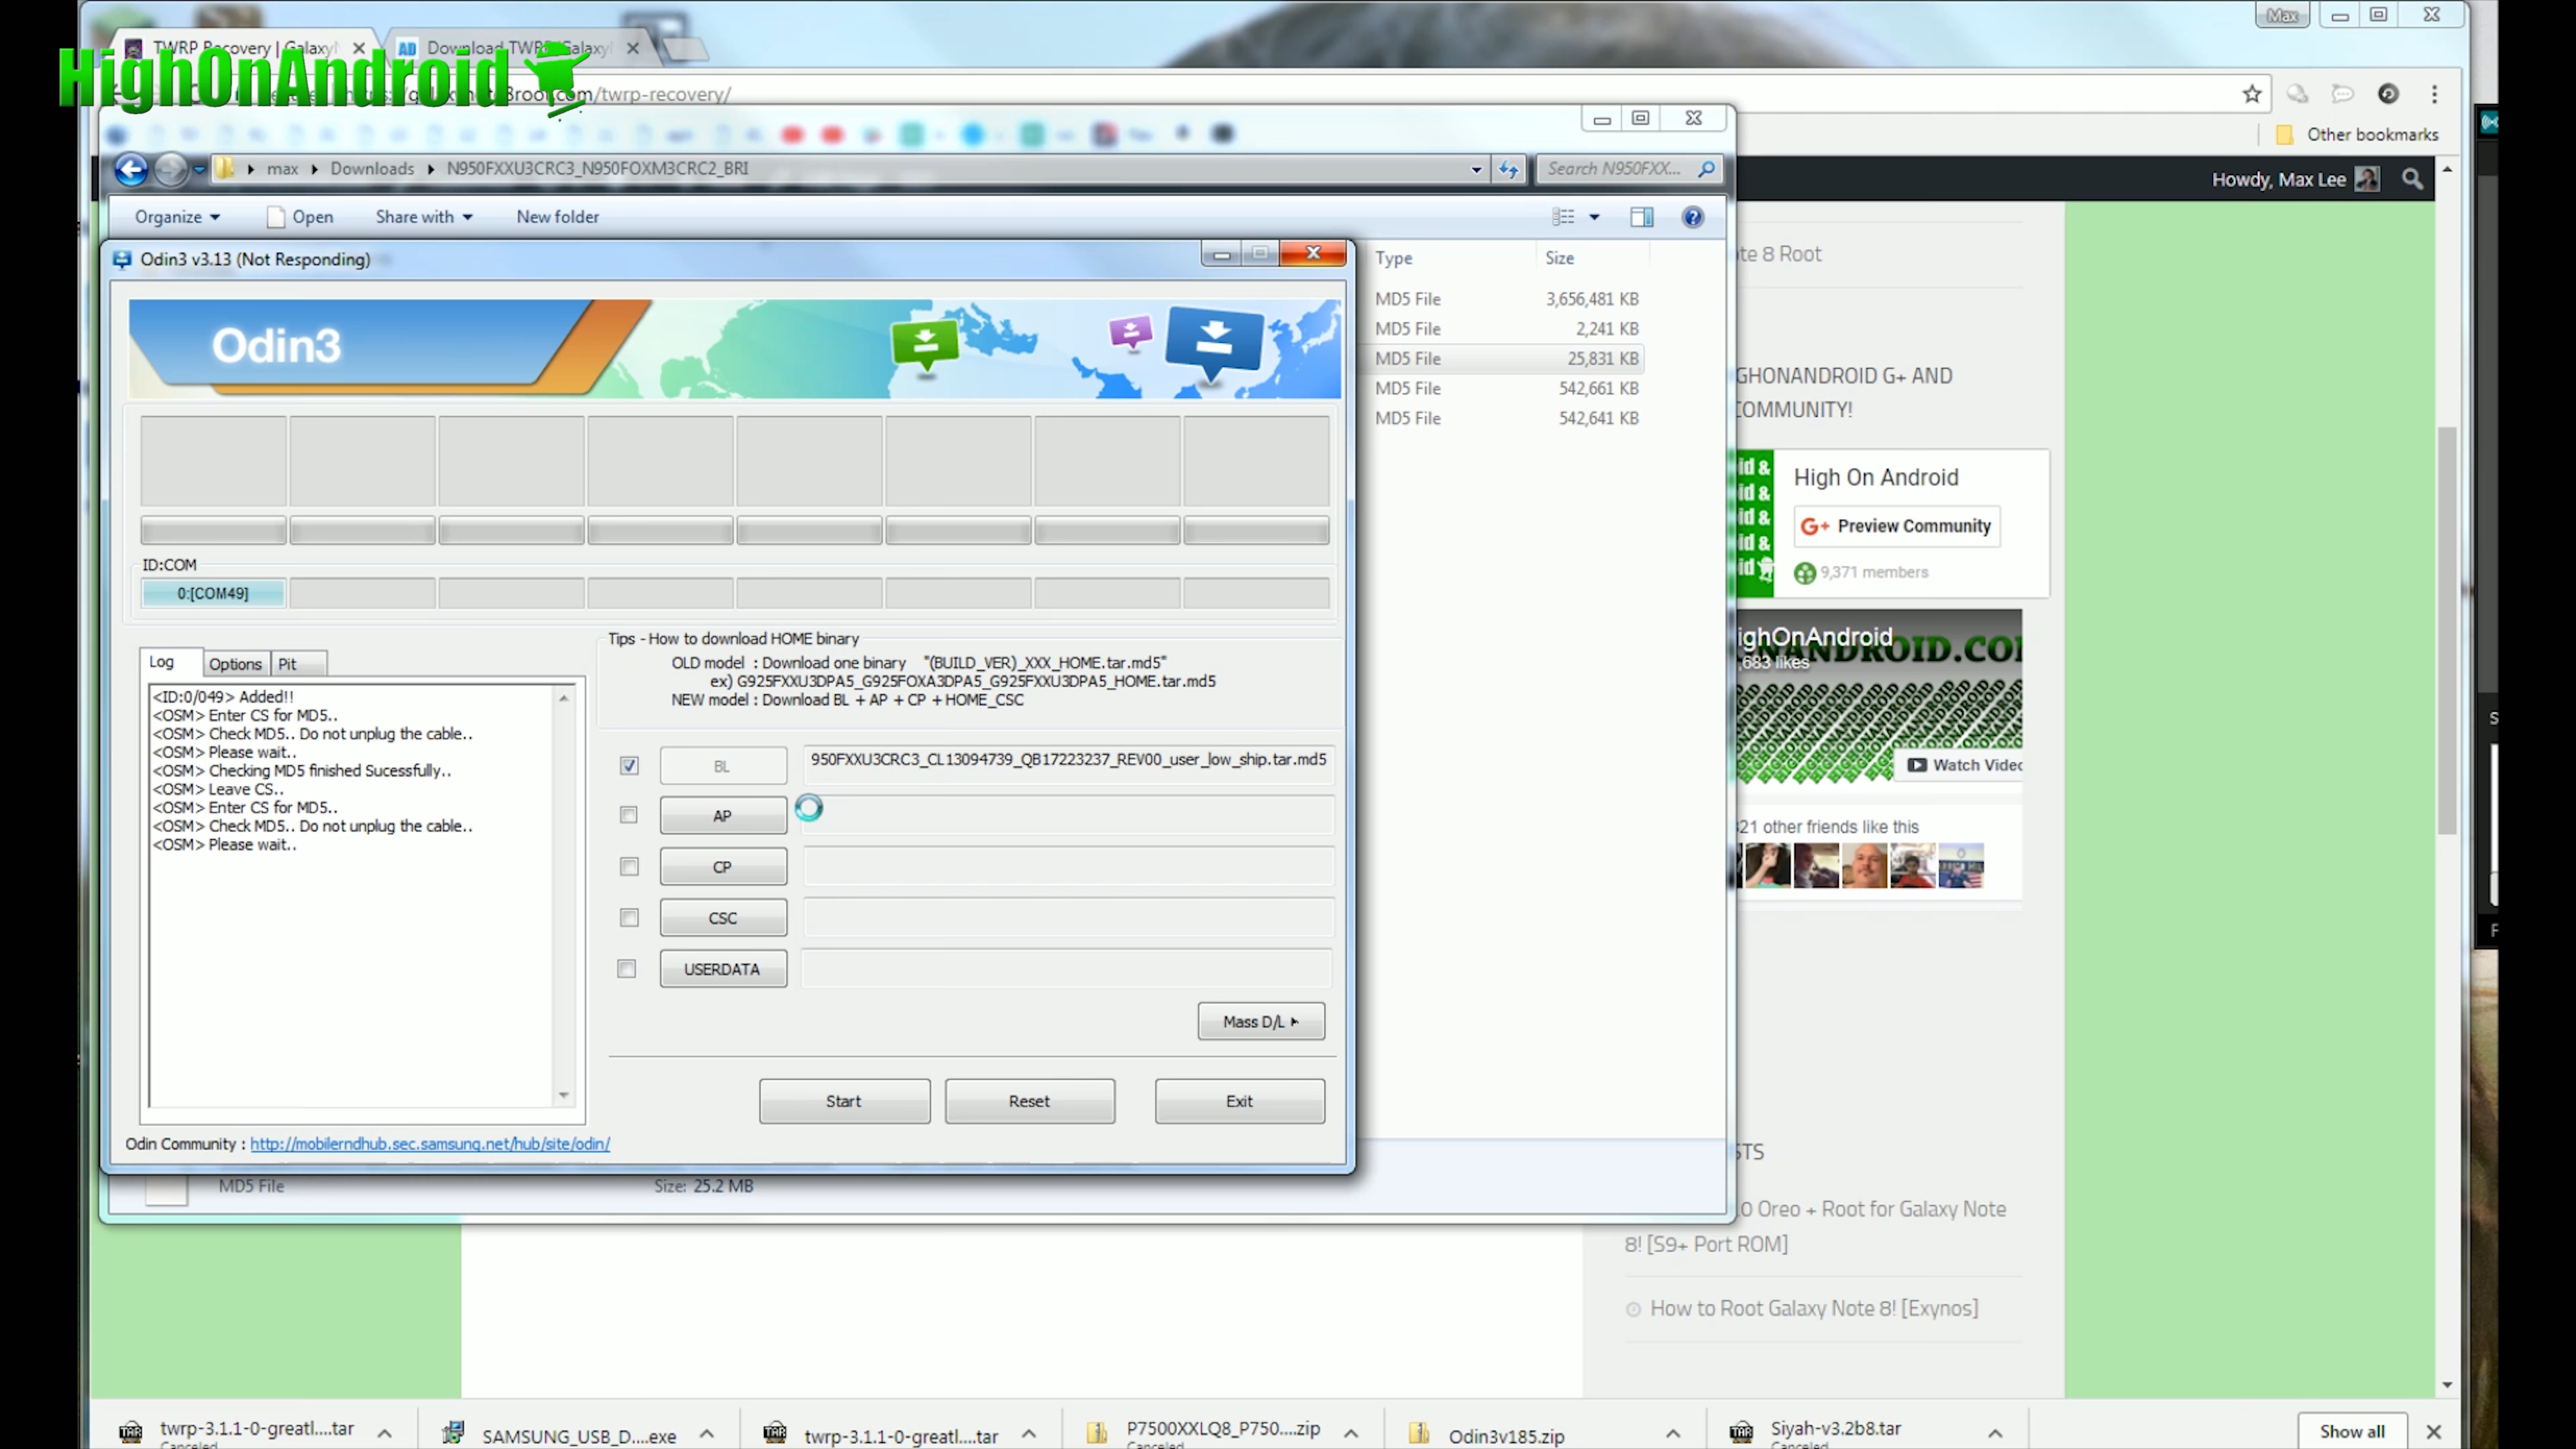 Max
TWRP Recovery | Galaxy
Download TWRP
HighOnAndroid
/twrp-recovery/
Other bookmarks
max Downloads N950FXXU3CRC3_N950FOXM3CRC2_BRI
Search N950FXX...
Howdy, Max Lee
Organize Open Share with New folder
Odin3 v3.13 (Not Responding)
Type Size
MD5 File 3,656,481 KB
MD5 File 2,241 KB
MD5 File 25,831 KB
MD5 File 542,661 KB
MD5 File 542,641 KB
Odin3
ID:COM
0:[COM49]
Tips - How to download HOME binary
OLD model : Download one binary "(BUILD_VER)_XXX_HOME.tar.md5"
ex) G925FXXU3DPA5_G925FOXA3DPA5_G925FXXU3DPA5_HOME.tar.md5
NEW model : Download BL + AP + CP + HOME_CSC
Log Options Pit
<ID:0/049> Added!!
<OSM> Enter CS for MD5..
<OSM> Check MD5.. Do not unplug the cable..
<OSM> Please wait..
<OSM> Checking MD5 finished Sucessfully..
<OSM> Leave CS..
<OSM> Enter CS for MD5..
<OSM> Check MD5.. Do not unplug the cable..
<OSM> Please wait..
BL 950FXXU3CRC3_CL13094739_QB17223237_REV00_user_low_ship.tar.md5
AP
CP
CSC
USERDATA
Mass D/L
Start Reset Exit
Odin Community : http://mobilerndhub.sec.samsung.net/hub/site/odin/
MD5 File Size: 25.2 MB
te 8 Root
GHONANDROID G+ AND
COMMUNITY!
High On Android
G+ Preview Community
9,371 members
ighOnAndroid
,683 likes
Watch Video
321 other friends like this
STS
.0 Oreo + Root for Galaxy Note
8! [S9+ Port ROM]
How to Root Galaxy Note 8! [Exynos]
twrp-3.1.1-0-greatl....tar
Canceled
SAMSUNG_USB_D....exe
twrp-3.1.1-0-greatl....tar
P7500XXLQ8_P750....zip
Canceled
Odin3v185.zip
Siyah-v3.2b8.tar
Canceled
Show all